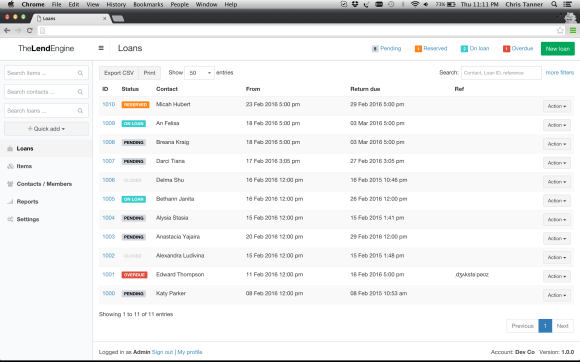 Chrome File Edit View History Bookmarks People Window Help
73% Thu 11:11 PM Chris Tanner
Loans
TheLendEngine
Loans
8 Pending
1 Reserved
3 On loan
1 Overdue
New loan
Search items ...
Search contacts ...
Search loans ...
+ Quick add
Loans
Items
Contacts / Members
Reports
Settings
Export CSV Print Show 50 entries
Search: Contact, Loan ID, reference more filters
ID Status Contact From Return due Ref
1010 RESERVED Micah Hubert 23 Feb 2016 5:00 pm 29 Feb 2016 5:00 pm Action
1009 ON LOAN An Felisa 18 Feb 2016 5:00 pm 03 Mar 2016 5:00 pm Action
1008 PENDING Breana Kraig 18 Feb 2016 5:00 pm 03 Mar 2016 5:00 pm Action
1007 PENDING Darci Tiana 17 Feb 2016 3:05 pm 27 Feb 2016 3:05 pm Action
1006 CLOSED Delma Shu 16 Feb 2016 12:00 pm 16 Feb 2015 10:46 pm Action
1005 ON LOAN Bethann Janita 16 Feb 2016 12:00 pm 26 Feb 2016 12:00 pm Action
1004 PENDING Alysia Stasia 15 Feb 2016 12:00 pm 15 Feb 2015 1:41 pm Action
1003 PENDING Anastacia Yajaira 20 Feb 2016 12:00 pm 29 Feb 2016 12:00 pm Action
1002 CLOSED Alexandra Ludivina 15 Feb 2016 12:00 pm 15 Feb 2015 1:48 pm Action
1001 OVERDUE Edward Thompson 11 Feb 2016 12:00 pm 16 Feb 2016 5:00 pm Action
1000 PENDING Katy Parker 08 Feb 2016 12:00 pm 08 Feb 2015 10:53 am Action
Showing 1 to 11 of 11 entries
Previous 1 Next
Logged in as Admin Sign out | My profile
Account: Dev Co Version: 1.0.0